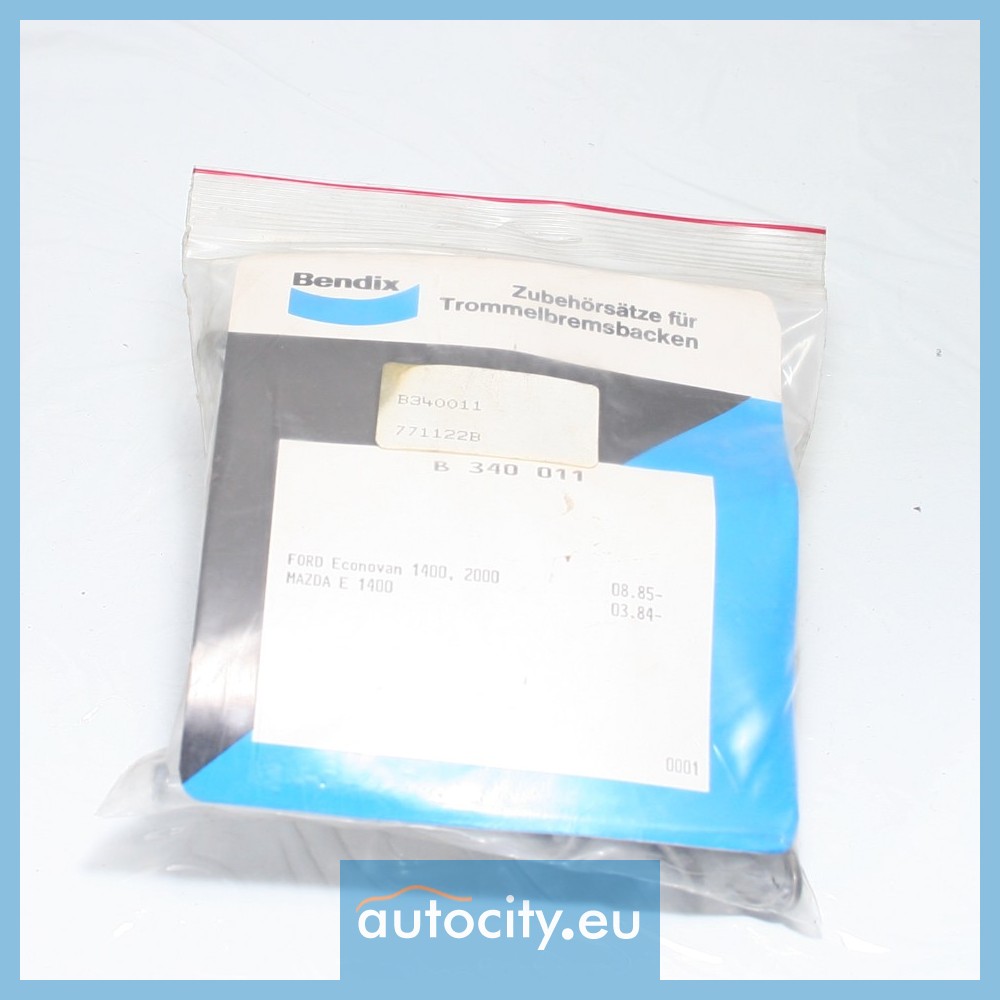 Bendix
Zubehörsätze für
Trommelbremsbacken
B340011
771122B
B 340 011
FORD Econovan 1400, 2000 08.85-
MAZDA E 1400 03.84-
0001
autocity.eu